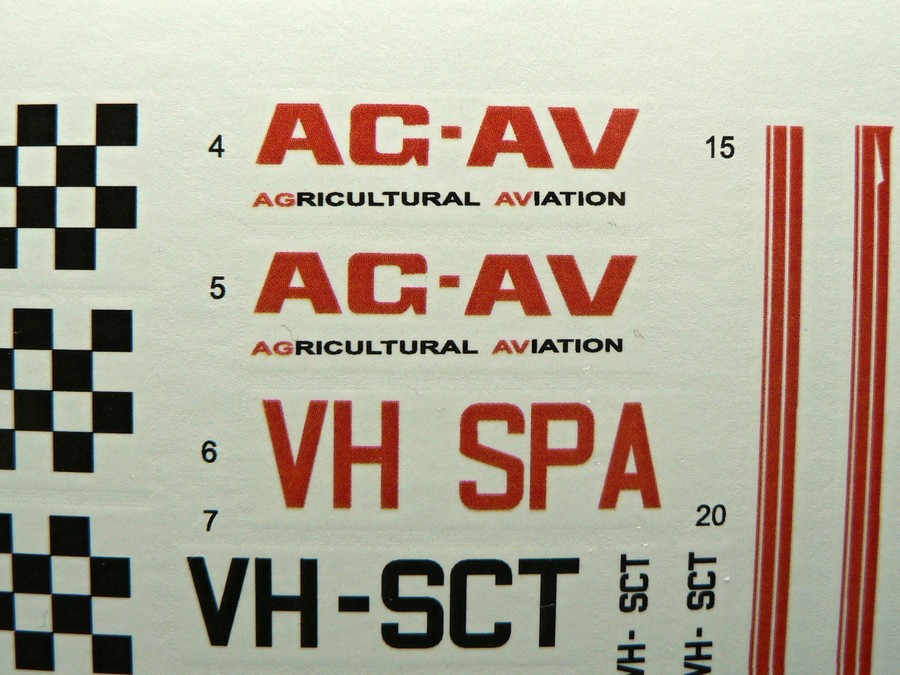 4
AG-AV
AGRICULTURAL AVIATION
15
5
AG-AV
AGRICULTURAL AVIATION
6
VH SPA
7
20
VH-SCT
VH- SCT
VH- SCT